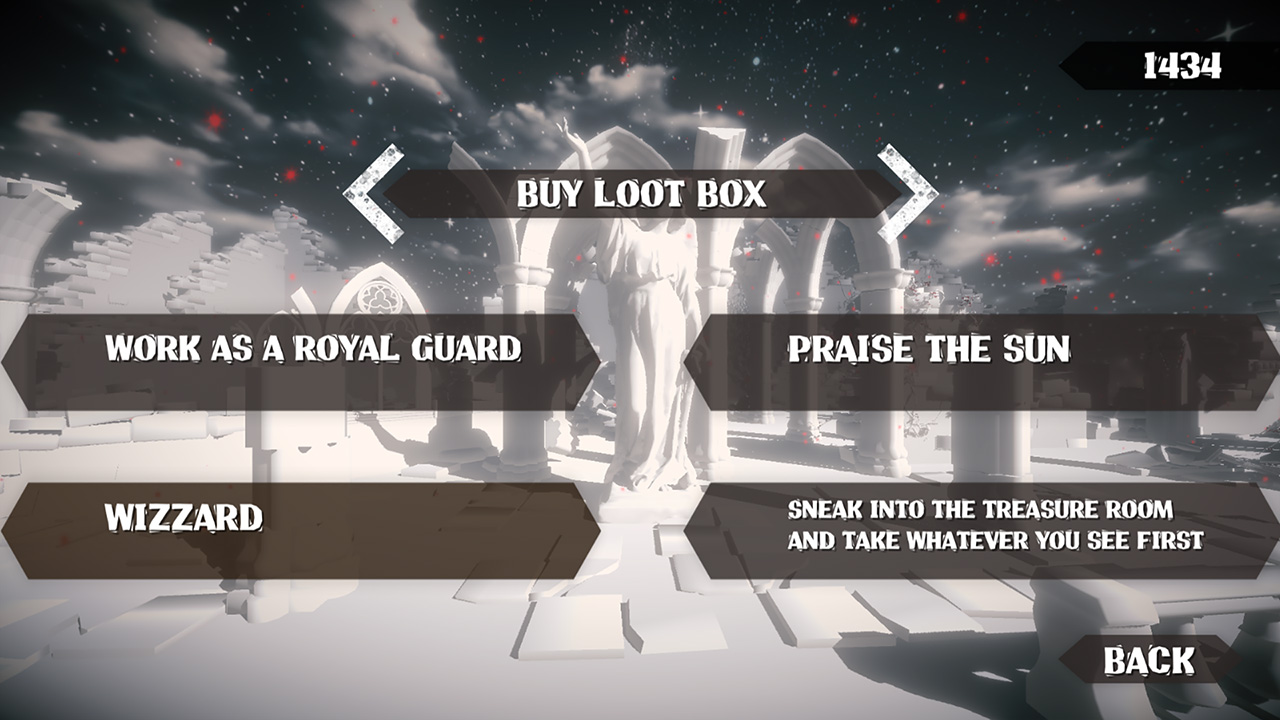 1434
BUY LOOT BOX
WORK AS A ROYAL GUARD
PRAISE THE SUN
WIZZARD
SNEAK INTO THE TREASURE ROOM
AND TAKE WHATEVER YOU SEE FIRST
BACK